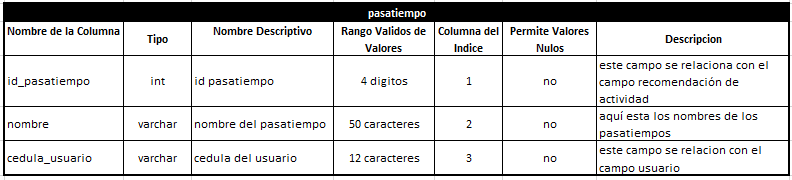 pasatiempo
Nombre de la Columna Tipo Nombre Descriptivo Rango Validos de Valores Columna del Indice Permite Valores Nulos Descripcion
id_pasatiempo int id pasatiempo 4 digitos 1 no este campo se relaciona con el campo recomendación de actividad
nombre varchar nombre del pasatiempo 50 caracteres 2 no aquí esta los nombres de los pasatiempos
cedula_usuario varchar cedula del usuario 12 caracteres 3 no este campo se relacion con el campo usuario